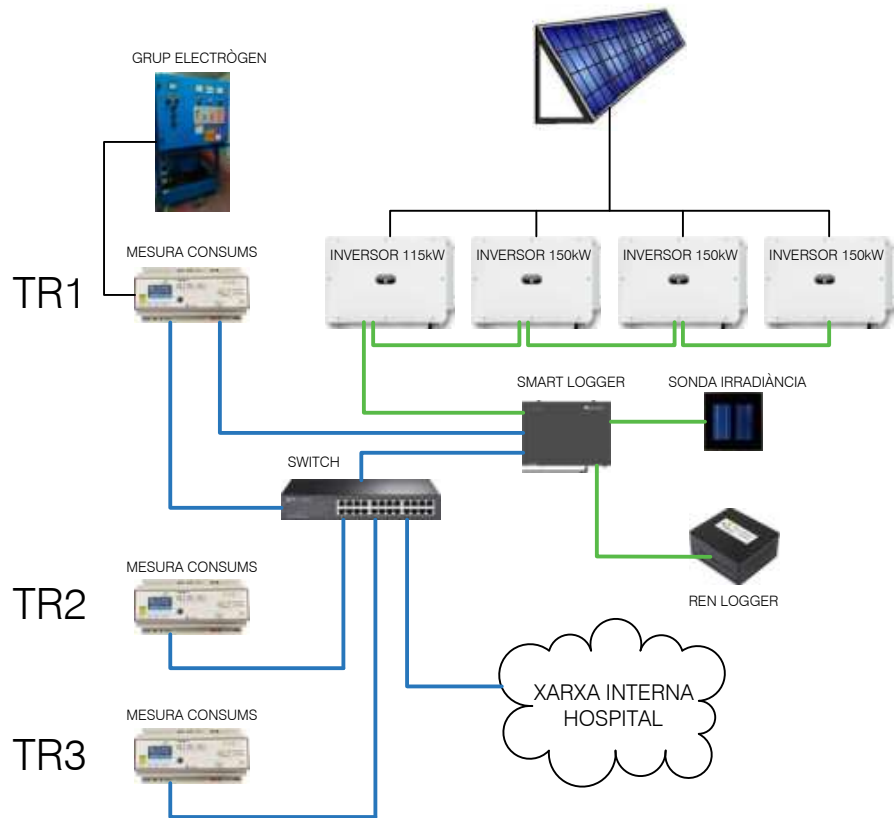 GRUP ELECTRÒGEN
MESURA CONSUMS
TR1
INVERSOR 115kW
INVERSOR 150kW
INVERSOR 150kW
INVERSOR 150kW
SMART LOGGER
SONDA IRRADIÀNCIA
SWITCH
MESURA CONSUMS
TR2
REN LOGGER
XARXA INTERNA
HOSPITAL
MESURA CONSUMS
TR3